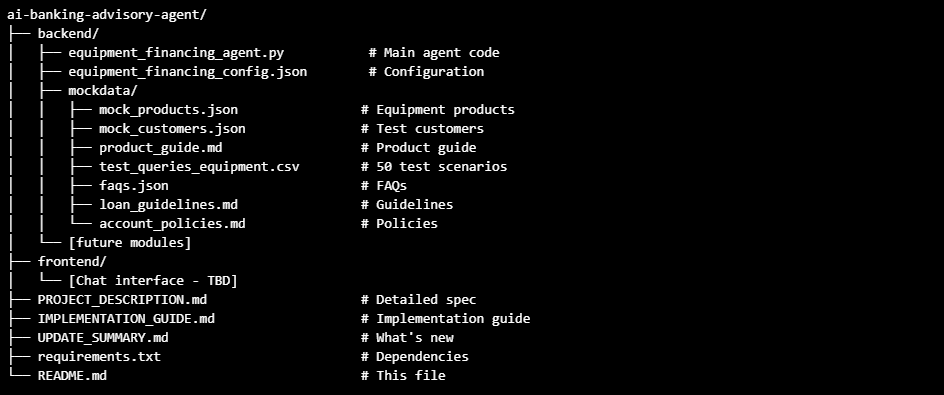 ai-banking-advisory-agent/
├── backend/
│   ├── equipment_financing_agent.py           # Main agent code
│   ├── equipment_financing_config.json        # Configuration
│   ├── mockdata/
│   │   ├── mock_products.json                # Equipment products
│   │   ├── mock_customers.json               # Test customers
│   │   ├── product_guide.md                  # Product guide
│   │   ├── test_queries_equipment.csv        # 50 test scenarios
│   │   ├── faqs.json                         # FAQs
│   │   ├── loan_guidelines.md                # Guidelines
│   │   └── account_policies.md               # Policies
│   └── [future modules]
├── frontend/
│   └── [Chat interface - TBD]
├── PROJECT_DESCRIPTION.md                    # Detailed spec
├── IMPLEMENTATION_GUIDE.md                   # Implementation guide
├── UPDATE_SUMMARY.md                         # What's new
├── requirements.txt                          # Dependencies
└── README.md                                 # This file